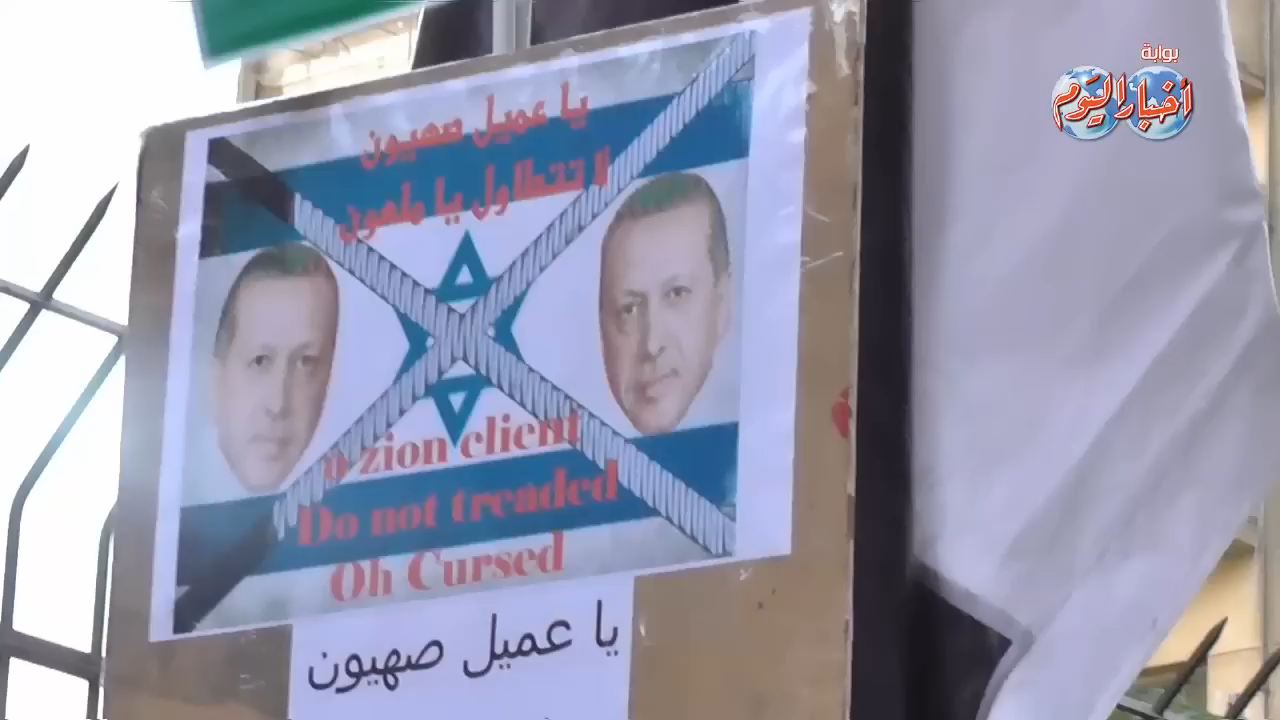 بوابة
أخبار اليوم
يا عميل صهيون
لا تتطاول يا ملعون
o zion client
Do not treaded
Oh Cursed
يا عميل صهيون